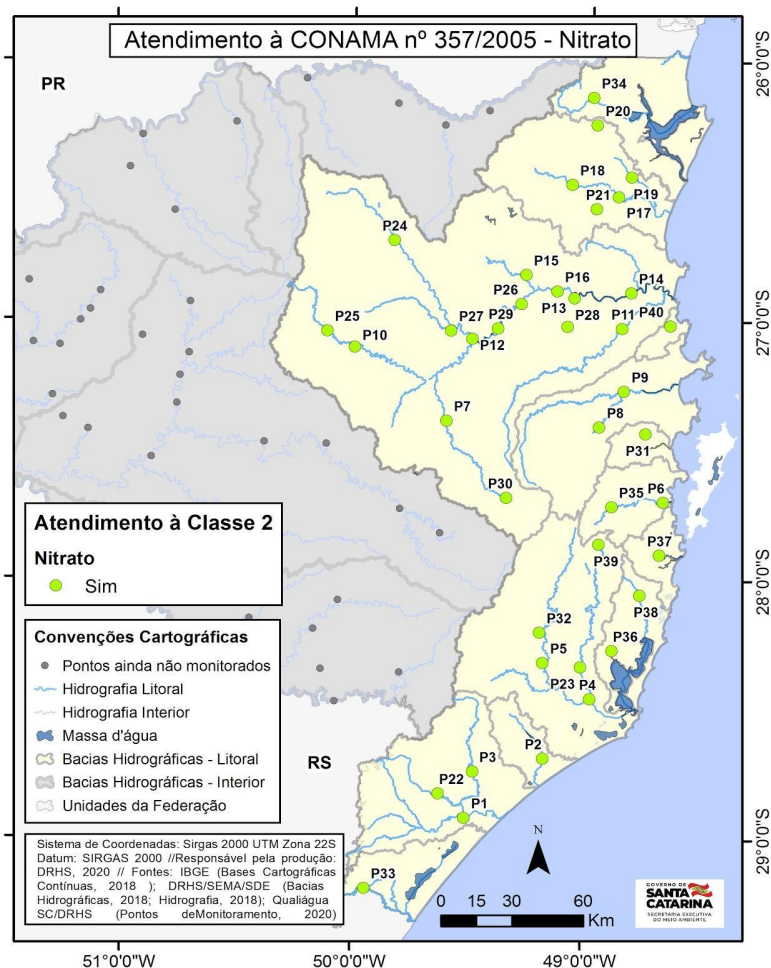 Atendimento à CONAMA nº 357/2005 - Nitrato
PR
26°0'0"S
P34
P20
P18
P19
P21
P17
P24
P15
P16
P14
P26
27°0'0"S
P25
P27
P29
P13
P28
P11
P40
P10
P12
P9
P7
P8
P31
P30
P35
P6
Atendimento à Classe 2
Nitrato
Sim
P37
P39
28°0'0"S
P38
P32
P36
P5
P23
P4
Convenções Cartográficas
Pontos ainda não monitorados
Hidrografia Litoral
Hidrografia Interior
Massa d'água
Bacias Hidrográficas - Litoral
Bacias Hidrográficas - Interior
Unidades da Federação
RS
P2
P3
P22
P1
29°0'0"S
P33
Sistema de Coordenadas: Sirgas 2000 UTM Zona 22S
Datum: SIRGAS 2000 //Responsável pela produção:
DRHS, 2020 // Fontes: IBGE (Bases Cartográficas
Contínuas, 2018 ); DRHS/SEMA/SDE (Bacias
Hidrográficas, 2018; Hidrografia, 2018); Qualiágua
SC/DRHS (Pontos deMonitoramento, 2020)
N
0 15 30 60
Km
GOVERNO DE
SANTA
CATARINA
SECRETARIA EXECUTIVA
DO MEIO AMBIENTE
51°0'0"W
50°0'0"W
49°0'0"W